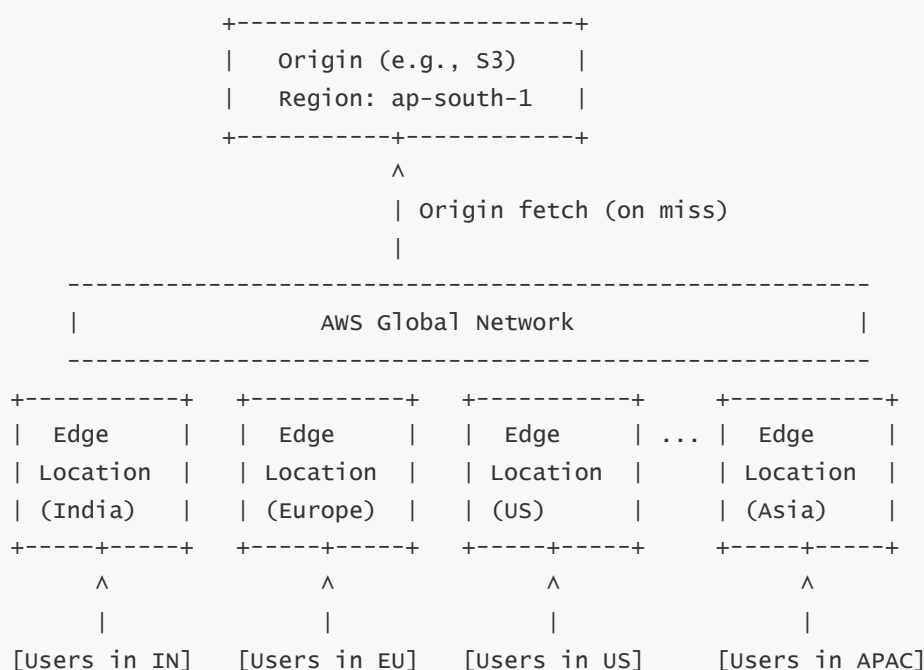 Origin (e.g., S3)
Region: ap-south-1
Origin fetch (on miss)
AWS Global Network
Edge Edge Edge ... Edge
Location Location Location Location
(India) (Europe) (US) (Asia)
[Users in IN] [Users in EU] [Users in US] [Users in APAC]